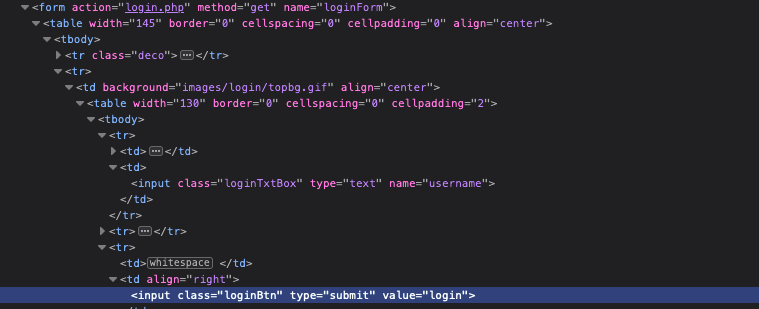 <form action="login.php" method="get" name="loginForm">
<table width="145" border="0" cellspacing="0" cellpadding="0" align="center">
<tbody>
<tr class="deco"> ··· </tr>
<tr>
<td background="images/login/topbg.gif" align="center">
<table width="130" border="0" cellspacing="0" cellpadding="2">
<tbody>
<tr>
<td> ··· </td>
<td>
<input class="loginTxtBox" type="text" name="username">
</td>
</tr>
<tr> ··· </tr>
<tr>
<td> whitespace </td>
<td align="right">
<input class="loginBtn" type="submit" value="login">